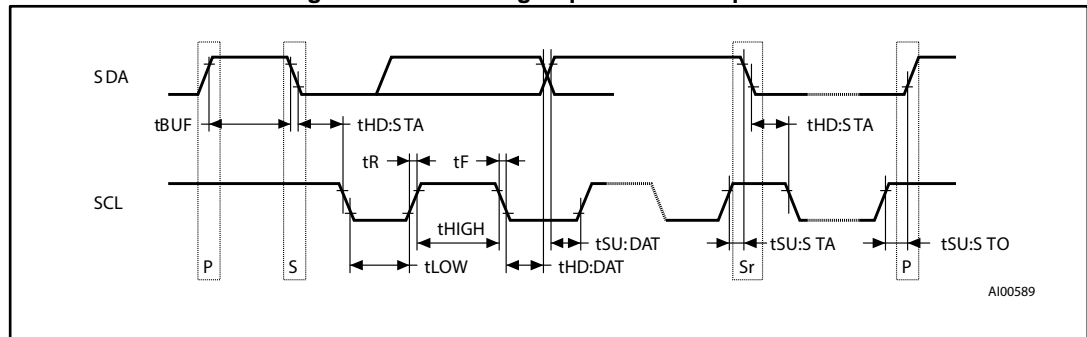 SDA
tBUF
tHD:STA
tHD:STA
tR
tF
SCL
tHIGH
tSU:DAT
tSU:STA
tSU:STO
P
S
tLOW
tHD:DAT
Sr
P
AI00589